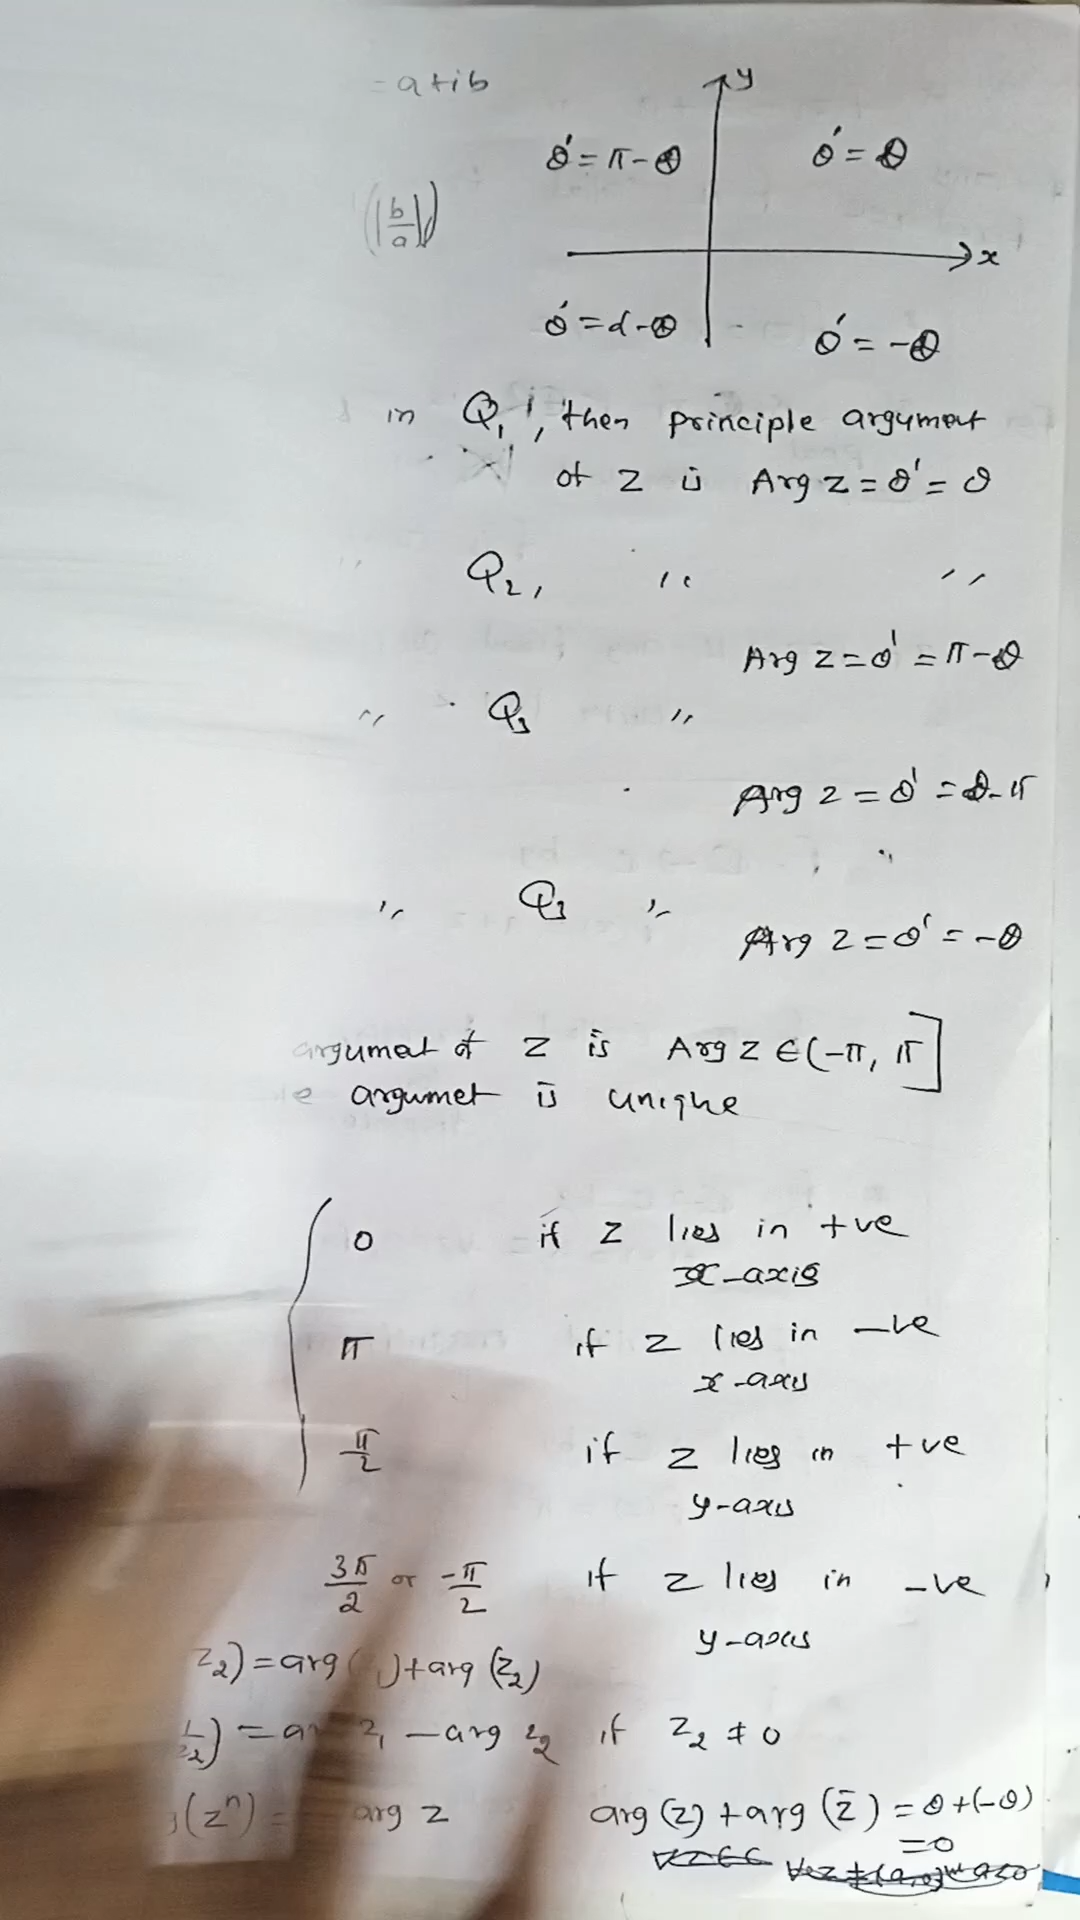 = a+ib
y
θ' = π-θ
θ' = θ
(|b/a|)
x
θ' = d-θ
θ' = -θ
in Q1, then principle argument
of z is Arg z = θ' = θ
Q2, " "
Arg z = θ' = π-θ
" Q3 "
Arg z = θ' = θ-π
" Q3 "
Arg z = θ' = -θ
argumet of z is Arg z ∈ (-π, π]
argumet is unique
0 if z lies in +ve
x-axis
π if z lies in -ve
x-axis
π/2 if z lies in +ve
y-axis
3π/2 or -π/2 if z lies in -ve
y-axis
z2) = arg ( ) + arg (z2)
= z1 - arg z2 if z2 ≠ 0
(z^n) = arg z
arg (z) + arg (z̄) = θ + (-θ)
= 0